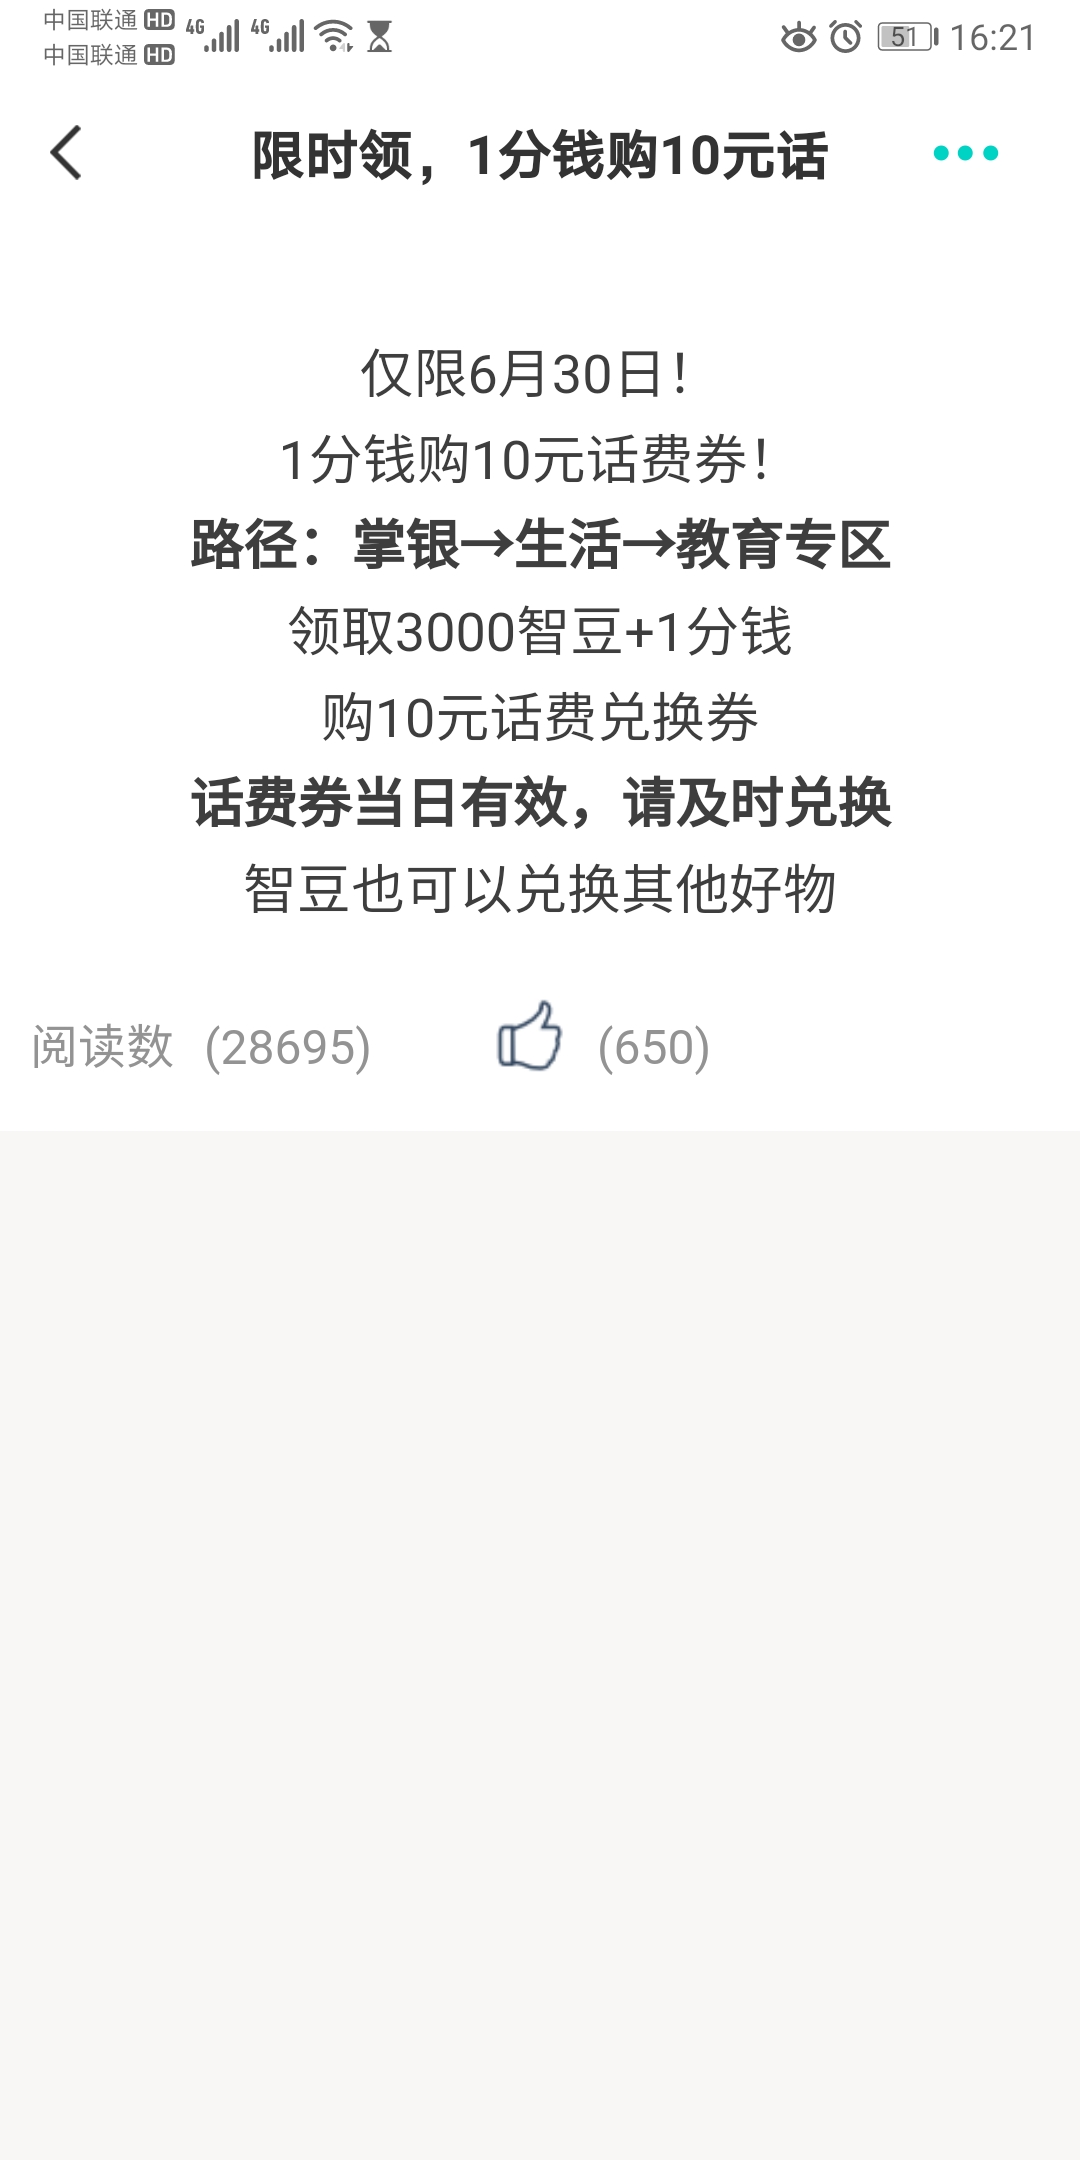 中国联通 HD 4G 4G 51 16:21
中国联通 HD
限时领，1分钱购10元话
仅限6月30日！
1分钱购10元话费券！
路径：掌银→生活→教育专区
领取3000智豆+1分钱
购10元话费兑换券
话费券当日有效，请及时兑换
智豆也可以兑换其他好物
阅读数 (28695) (650)